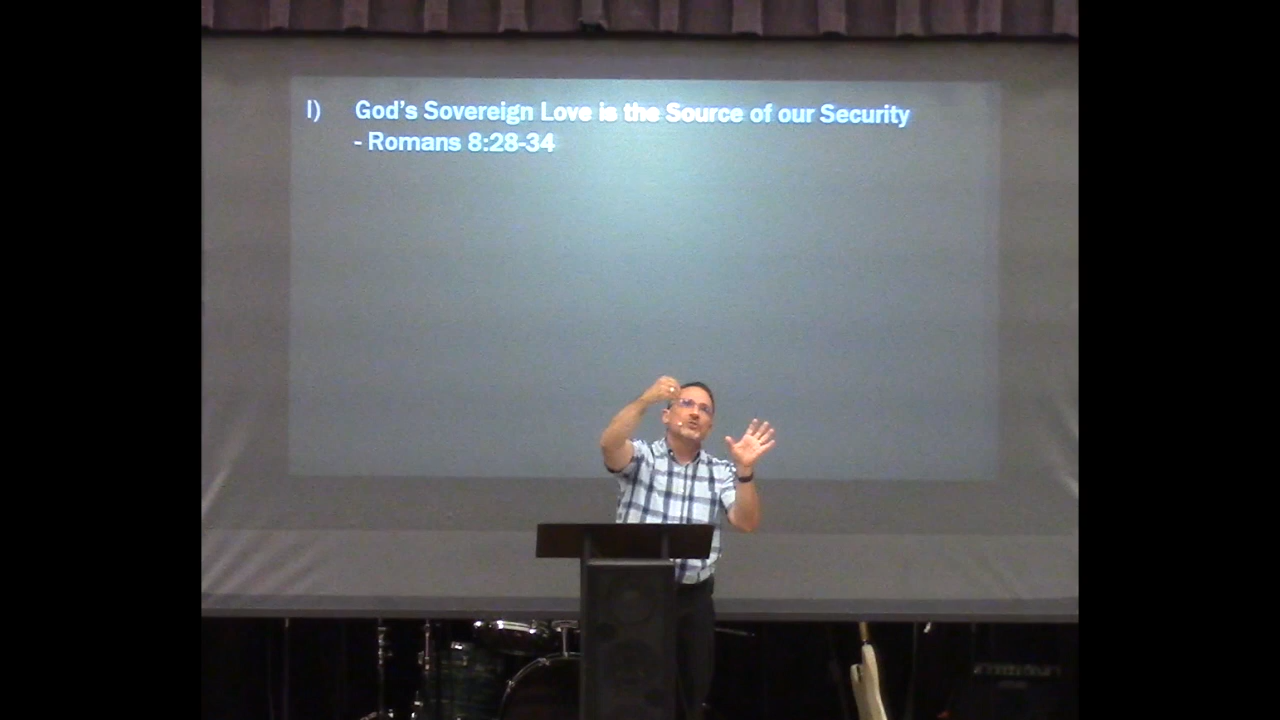 I) God's Sovereign Love is the Source of our Security
- Romans 8:28-34